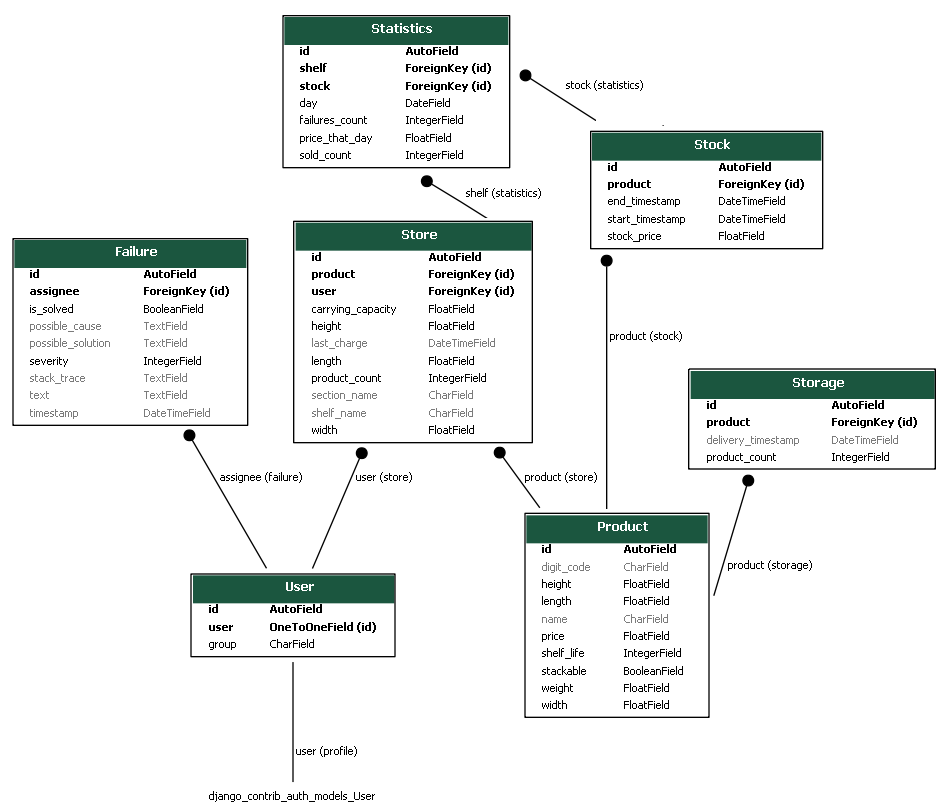 Statistics
id AutoField
shelf ForeignKey (id)
stock ForeignKey (id)
day DateField
failures_count IntegerField
price_that_day FloatField
sold_count IntegerField
stock (statistics)
Stock
id AutoField
product ForeignKey (id)
end_timestamp DateTimeField
start_timestamp DateTimeField
stock_price FloatField
shelf (statistics)
Store
id AutoField
product ForeignKey (id)
user ForeignKey (id)
carrying_capacity FloatField
height FloatField
last_charge DateTimeField
length FloatField
product_count IntegerField
section_name CharField
shelf_name CharField
width FloatField
Failure
id AutoField
assignee ForeignKey (id)
is_solved BooleanField
possible_cause TextField
possible_solution TextField
severity IntegerField
stack_trace TextField
text TextField
timestamp DateTimeField
product (stock)
Storage
id AutoField
product ForeignKey (id)
delivery_timestamp DateTimeField
product_count IntegerField
assignee (failure)
user (store)
product (store)
product (storage)
Product
id AutoField
digit_code CharField
height FloatField
length FloatField
name CharField
price FloatField
shelf_life IntegerField
stackable BooleanField
weight FloatField
width FloatField
User
id AutoField
user OneToOneField (id)
group CharField
user (profile)
django_contrib_auth_models_User